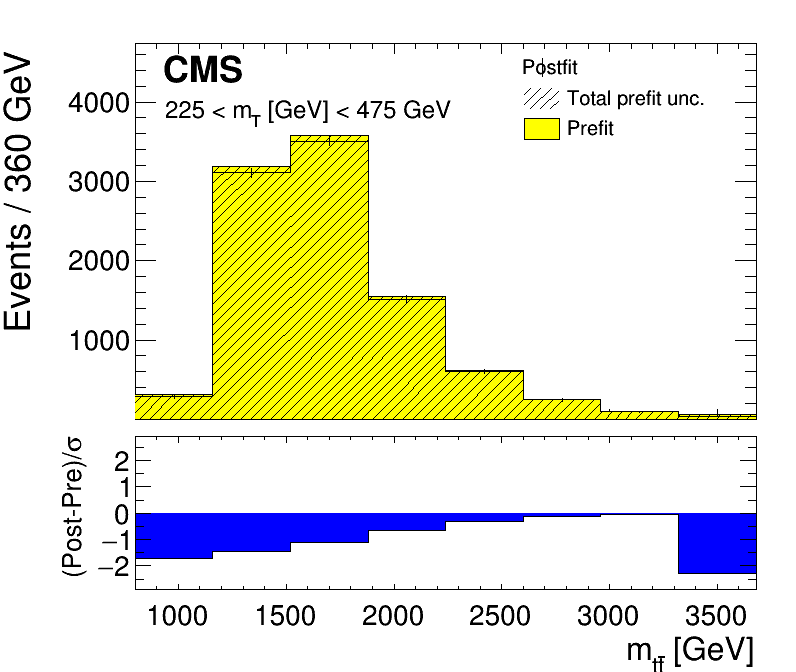 CMS
225 < m_T [GeV] < 475 GeV
Postfit
Total prefit unc.
Prefit
Events / 360 GeV
4000
3000
2000
1000
(Post-Pre)/σ
2
1
0
−1
−2
1000 1500 2000 2500 3000 3500
m_tt̄ [GeV]